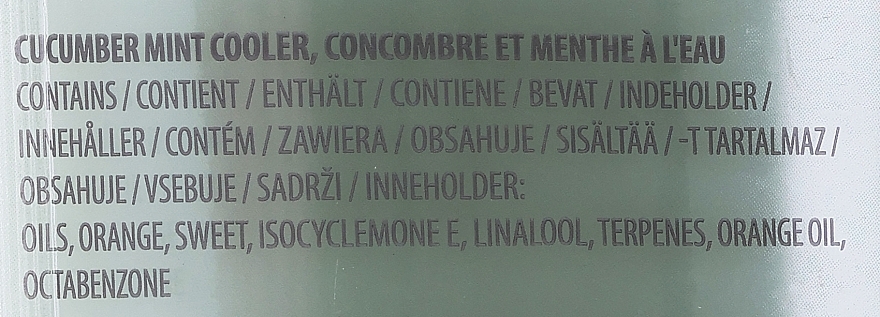 CUCUMBER MINT COOLER, CONCOMBRE ET MENTHE À L'EAU
CONTAINS / CONTIENT / ENTHÄLT / CONTIENE / BEVAT / INDEHOLDER /
INNEHÅLLER / CONTÉM / ZAWIERA / OBSAHUJE / SISÄLTÄÄ / -T TARTALMAZ /
OBSAHUJE / VSEBUJE / SADRŽI / INNEHOLDER:
OILS, ORANGE, SWEET, ISOCYCLEMONE E, LINALOOL, TERPENES, ORANGE OIL,
OCTABENZONE